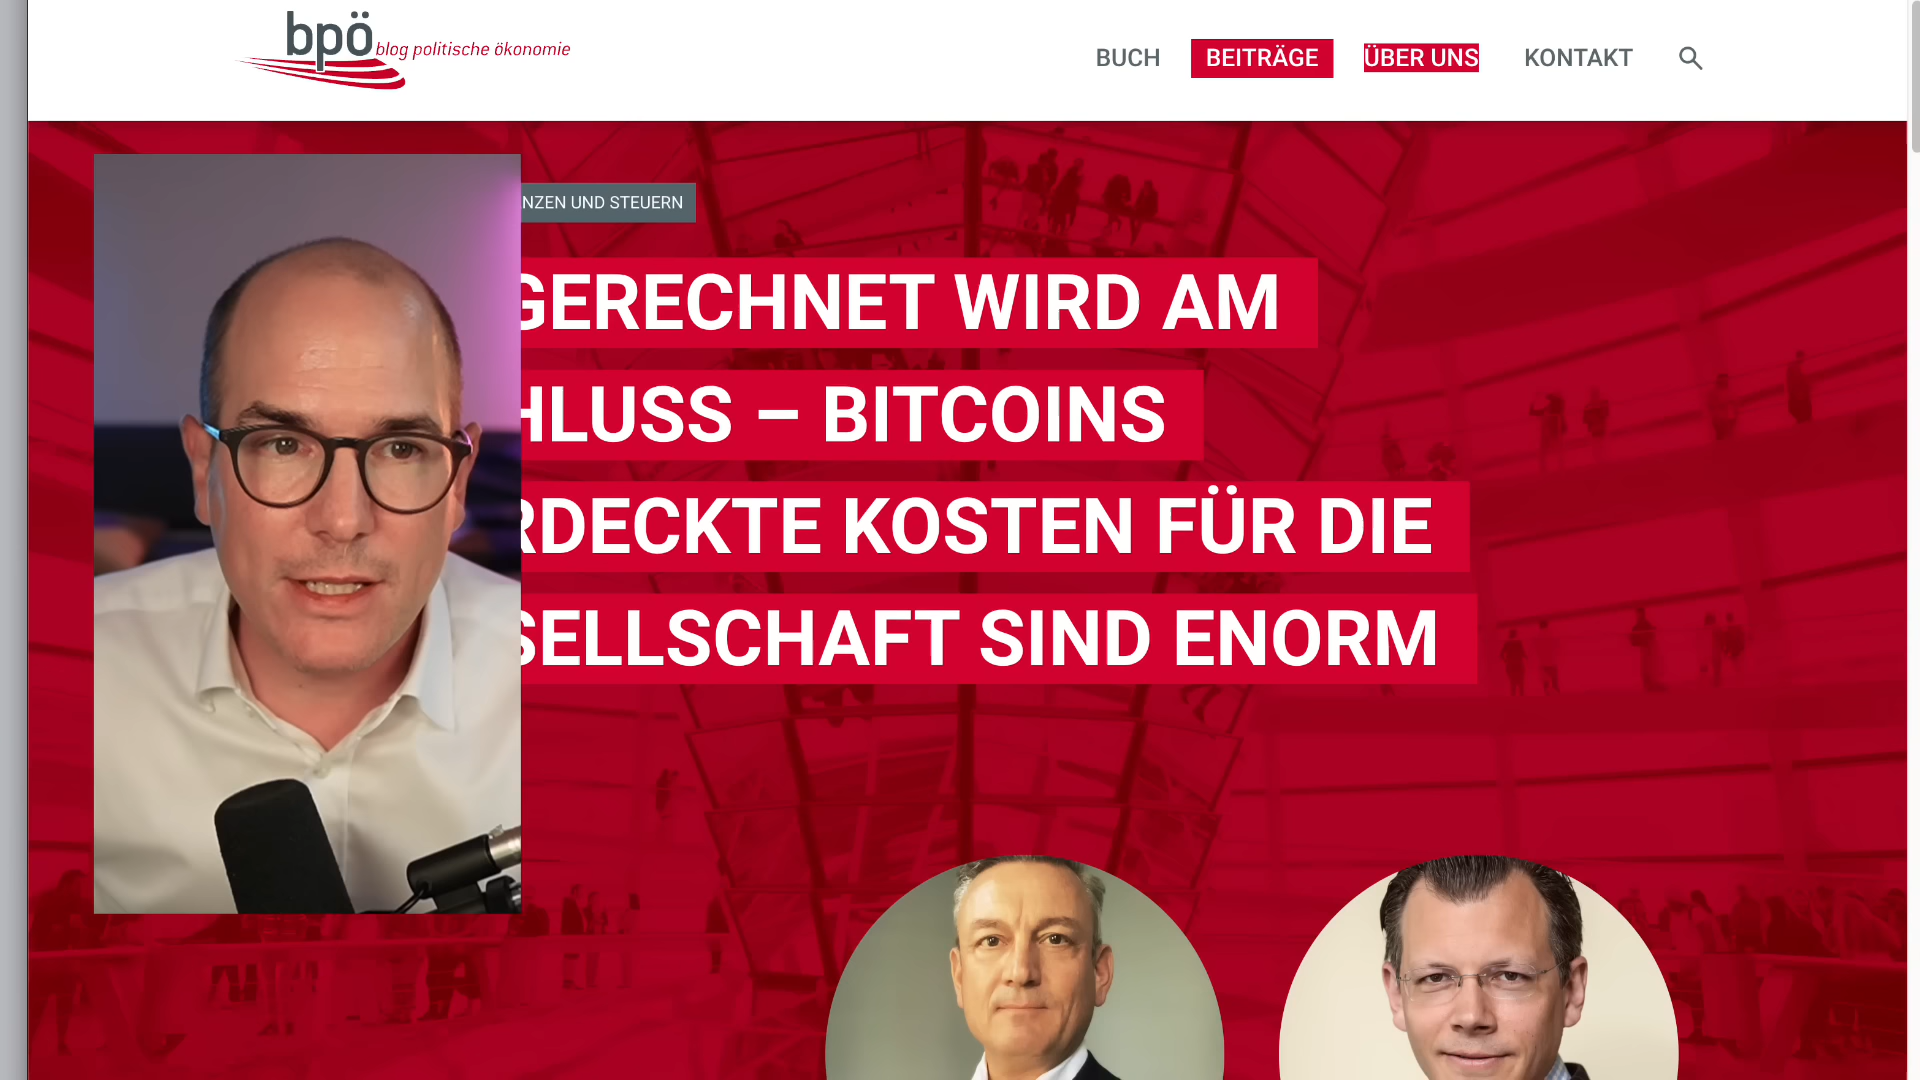 bpö blog politische ökonomie
BUCH BEITRÄGE ÜBER UNS KONTAKT
NZEN UND STEUERN
GERECHNET WIRD AM
HLUSS – BITCOINS
RDECKTE KOSTEN FÜR DIE
SELLSCHAFT SIND ENORM